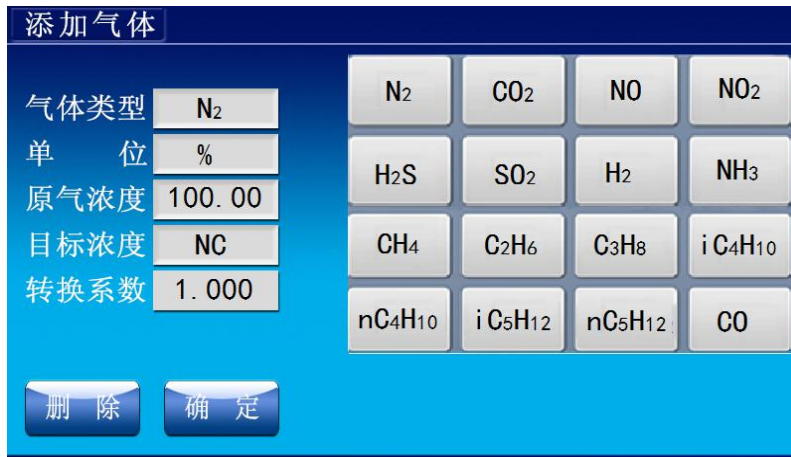 添加气体
气体类型 N₂
单 位 %
原气浓度 100.00
目标浓度 NC
转换系数 1.000
N₂ CO₂ NO NO₂
H₂S SO₂ H₂ NH₃
CH₄ C₂H₆ C₃H₈ iC₄H₁₀
nC₄H₁₀ iC₅H₁₂ nC₅H₁₂ CO
删 除 确 定